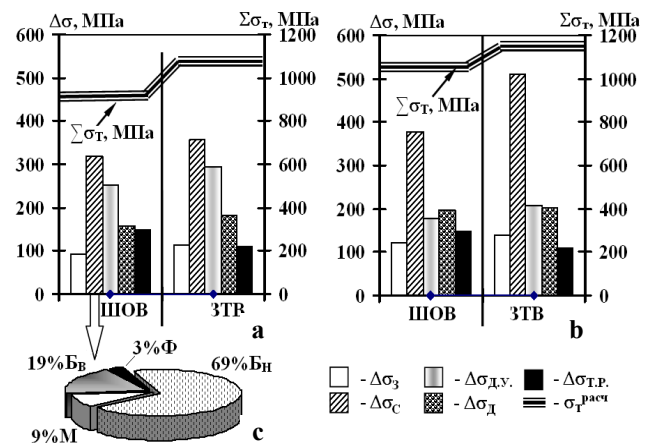 Δσ, МПа
Σσт, МПа
600
500
400
300
200
100
0
1200
1000
800
600
400
200
0
∑σТ, МПа
ШОВ
ЗТВ
а
Δσ, МПа
Σσт, МПа
600
500
400
300
200
100
0
1200
1000
800
600
400
200
0
∑σТ, МПа
ШОВ
ЗТВ
b
19%БВ
3%Ф
69%БН
9%М
с
- ΔσЗ
- ΔσД.У.
- ΔσТ.Р.
- ΔσС
- ΔσД
- σТрасч